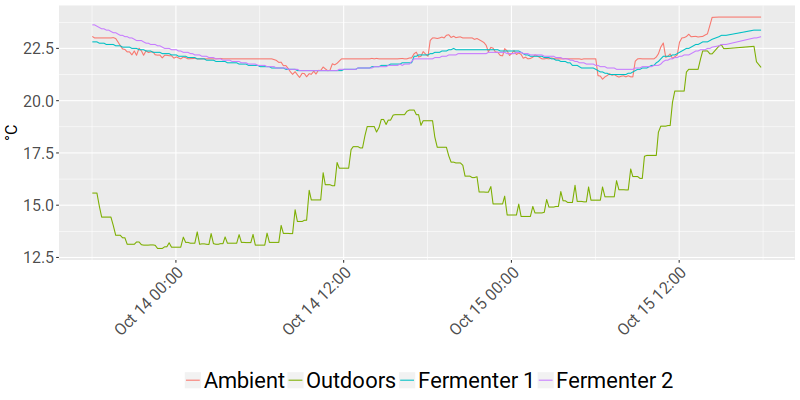 °C
22.5
20.0
17.5
15.0
12.5
Oct 14 00:00
Oct 14 12:00
Oct 15 00:00
Oct 15 12:00
Ambient Outdoors Fermenter 1 Fermenter 2